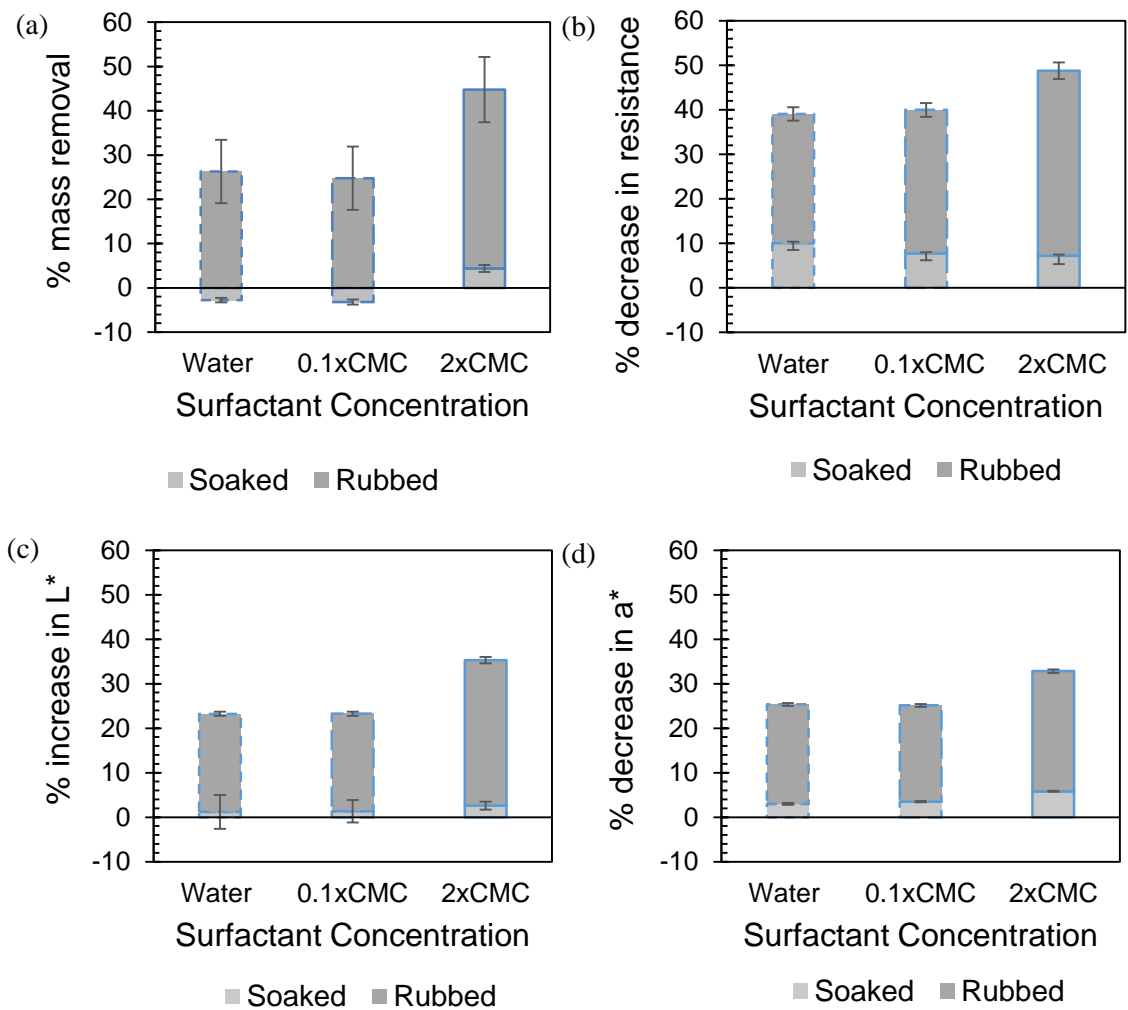 (a)
% mass removal
60
50
40
30
20
10
0
-10
Water 0.1xCMC 2xCMC
Surfactant Concentration
Soaked Rubbed
(b)
% decrease in resistance
60
50
40
30
20
10
0
-10
Water 0.1xCMC 2xCMC
Surfactant Concentration
Soaked Rubbed
(c)
% increase in L*
60
50
40
30
20
10
0
-10
Water 0.1xCMC 2xCMC
Surfactant Concentration
Soaked Rubbed
(d)
% decrease in a*
60
50
40
30
20
10
0
-10
Water 0.1xCMC 2xCMC
Surfactant Concentration
Soaked Rubbed